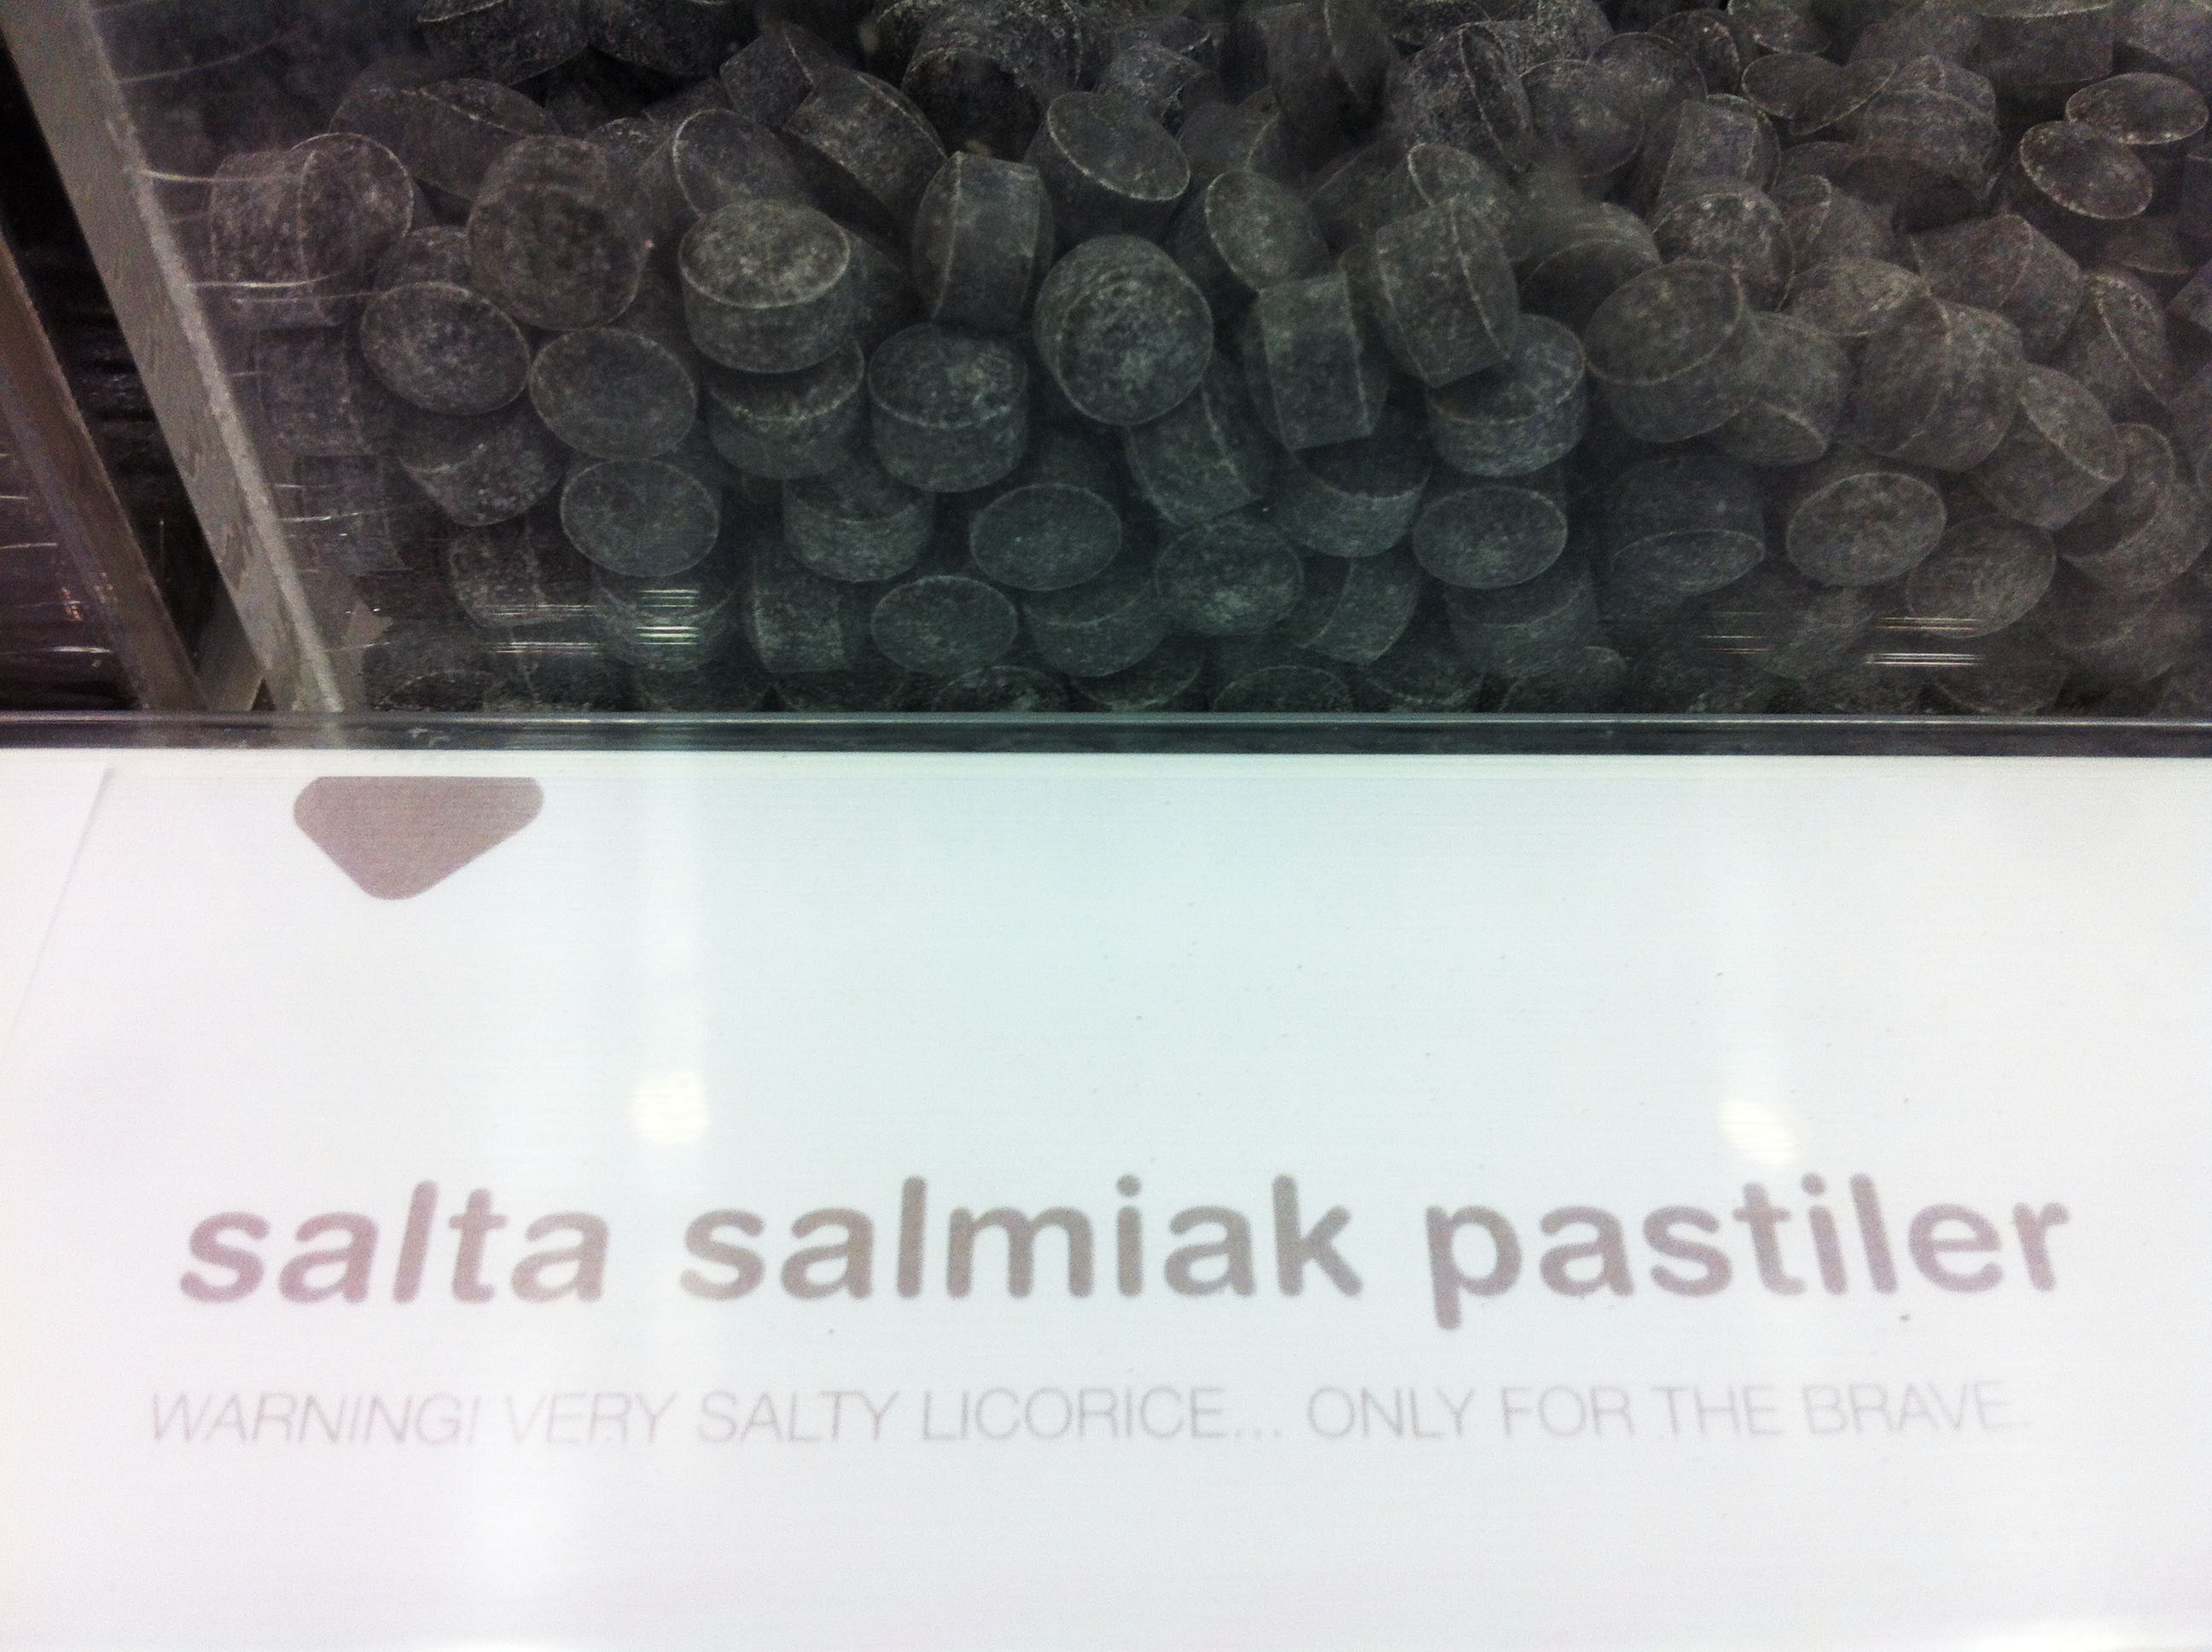 salta salmiak pastiler
WARNING! VERY SALTY LICORICE... ONLY FOR THE BRAVE.